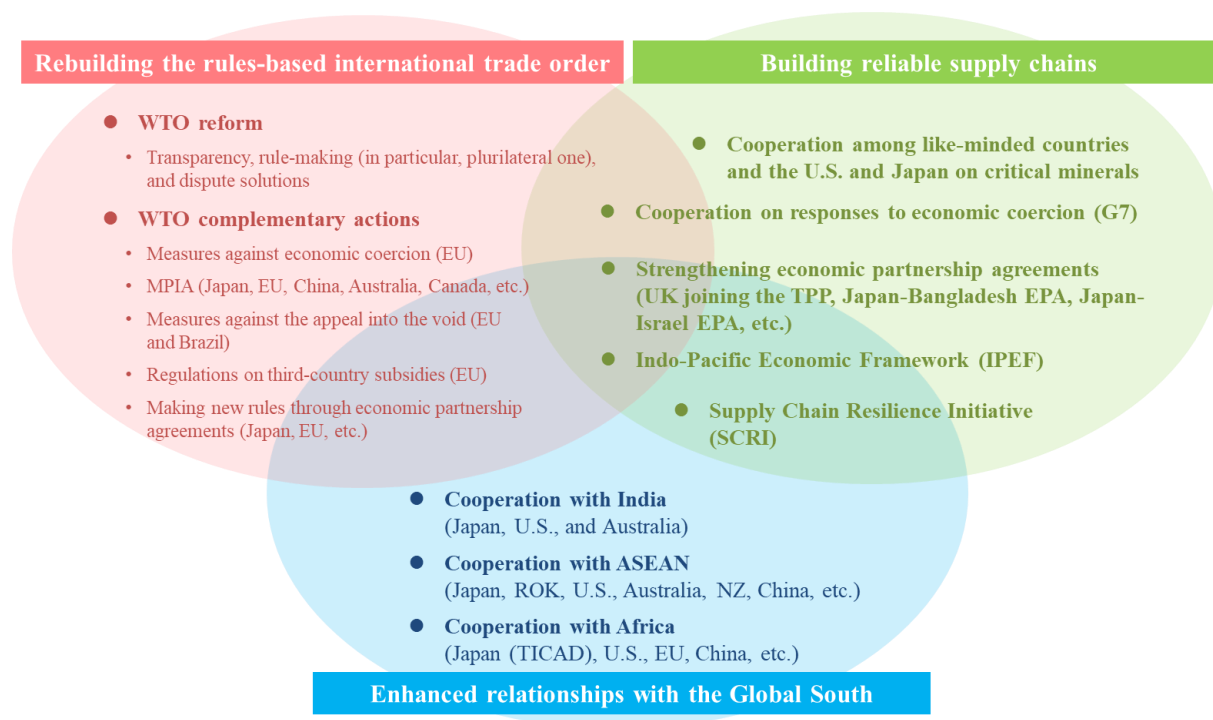 Rebuilding the rules-based international trade order
● WTO reform
• Transparency, rule-making (in particular, plurilateral one),
and dispute solutions
● WTO complementary actions
• Measures against economic coercion (EU)
• MPIA (Japan, EU, China, Australia, Canada, etc.)
• Measures against the appeal into the void (EU
and Brazil)
• Regulations on third-country subsidies (EU)
• Making new rules through economic partnership
agreements (Japan, EU, etc.)
Building reliable supply chains
● Cooperation among like-minded countries
and the U.S. and Japan on critical minerals
● Cooperation on responses to economic coercion (G7)
● Strengthening economic partnership agreements
(UK joining the TPP, Japan-Bangladesh EPA, Japan-
Israel EPA, etc.)
● Indo-Pacific Economic Framework (IPEF)
● Supply Chain Resilience Initiative
(SCRI)
● Cooperation with India
(Japan, U.S., and Australia)
● Cooperation with ASEAN
(Japan, ROK, U.S., Australia, NZ, China, etc.)
● Cooperation with Africa
(Japan (TICAD), U.S., EU, China, etc.)
Enhanced relationships with the Global South